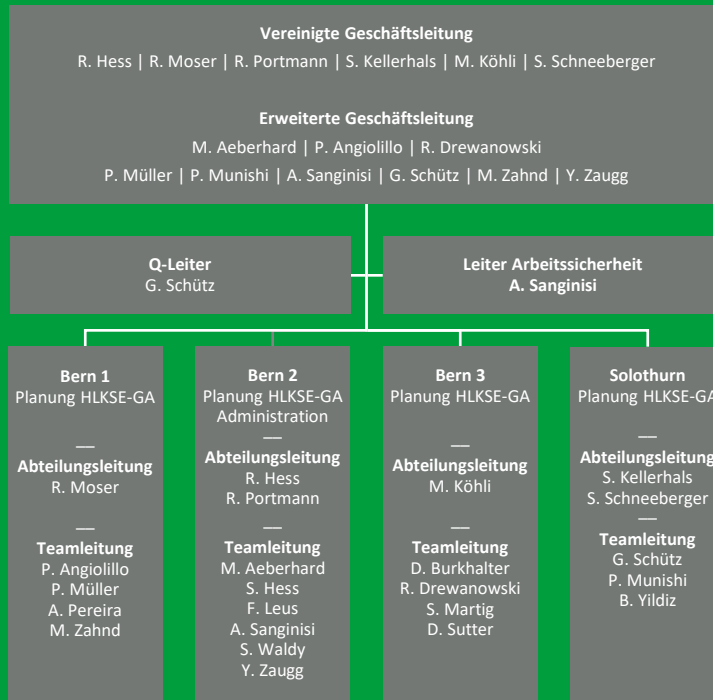 Vereinigte Geschäftsleitung
R. Hess | R. Moser | R. Portmann | S. Kellerhals | M. Köhli | S. Schneeberger
Erweiterte Geschäftsleitung
M. Aeberhard | P. Angiolillo | R. Drewanowski
P. Müller | P. Munishi | A. Sanginisi | G. Schütz | M. Zahnd | Y. Zaugg
Q-Leiter
G. Schütz
Leiter Arbeitssicherheit
A. Sanginisi
Bern 1
Planung HLKSE-GA
Abteilungsleitung
R. Moser
Teamleitung
P. Angiolillo
P. Müller
A. Pereira
M. Zahnd
Bern 2
Planung HLKSE-GA
Administration
Abteilungsleitung
R. Hess
R. Portmann
Teamleitung
M. Aeberhard
S. Hess
F. Leus
A. Sanginisi
S. Waldy
Y. Zaugg
Bern 3
Planung HLKSE-GA
Abteilungsleitung
M. Köhli
Teamleitung
D. Burkhalter
R. Drewanowski
S. Martig
D. Sutter
Solothurn
Planung HLKSE-GA
Abteilungsleitung
S. Kellerhals
S. Schneeberger
Teamleitung
G. Schütz
P. Munishi
B. Yildiz